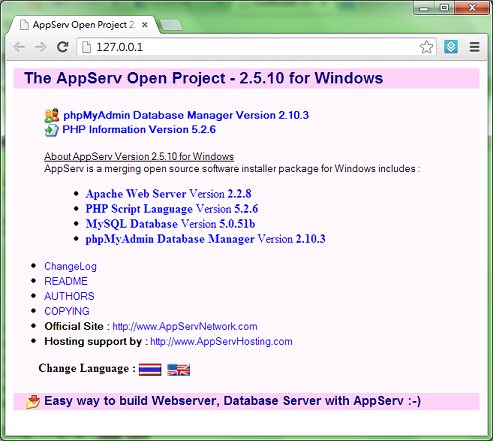 AppServ Open Project 2.
127.0.0.1
The AppServ Open Project - 2.5.10 for Windows
phpMyAdmin Database Manager Version 2.10.3
PHP Information Version 5.2.6
About AppServ Version 2.5.10 for Windows
AppServ is a merging open source software installer package for Windows includes :
Apache Web Server Version 2.2.8
PHP Script Language Version 5.2.6
MySQL Database Version 5.0.51b
phpMyAdmin Database Manager Version 2.10.3
ChangeLog
README
AUTHORS
COPYING
Official Site : http://www.AppServNetwork.com
Hosting support by : http://www.AppServHosting.com
Change Language :
Easy way to build Webserver, Database Server with AppServ :-)